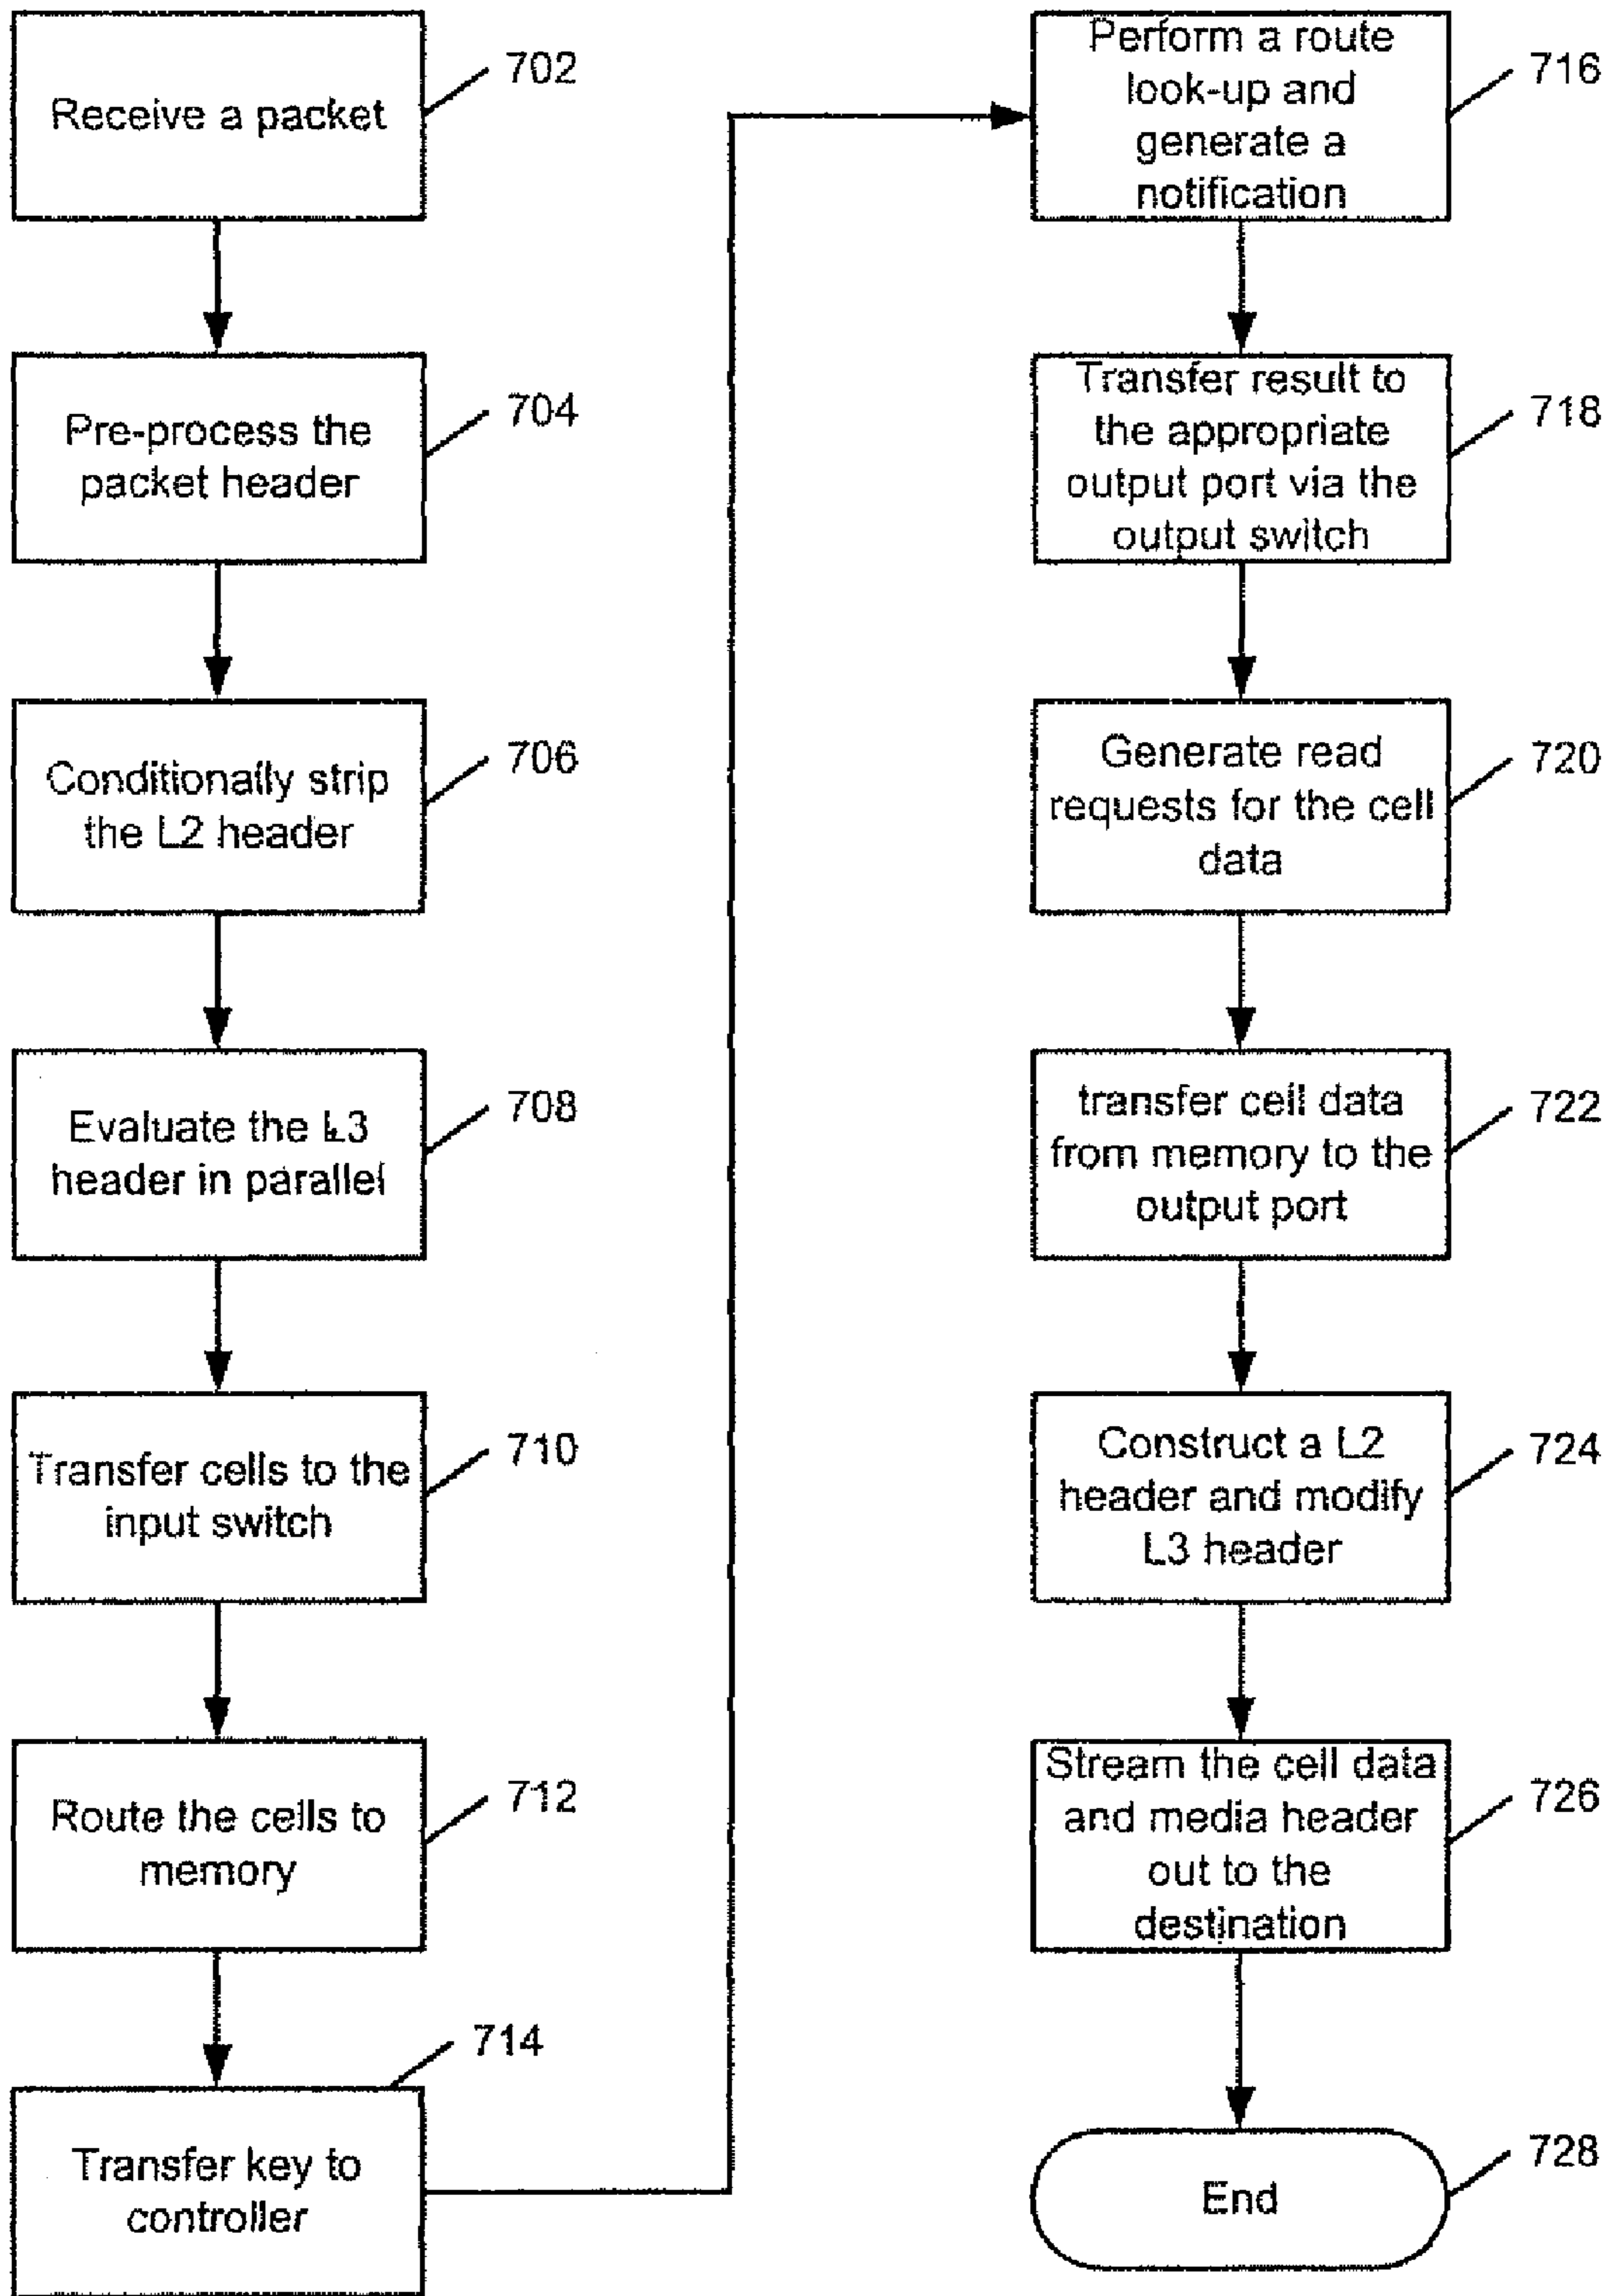 Receive a packet
702
Pre-process the
packet header
704
Conditionally strip
the L2 header
706
Evaluate the L3
header in parallel
708
Transfer cells to the
input switch
710
Route the cells to
memory
712
Transfer key to
controller
714
Perform a route
look-up and
generate a
notification
716
Transfer result to
the appropriate
output port via the
output switch
718
Generate read
requests for the cell
data
720
transfer cell data
from memory to the
output port
722
Construct a L2
header and modify
L3 header
724
Stream the cell data
and media header
out to the
destination
726
End
728